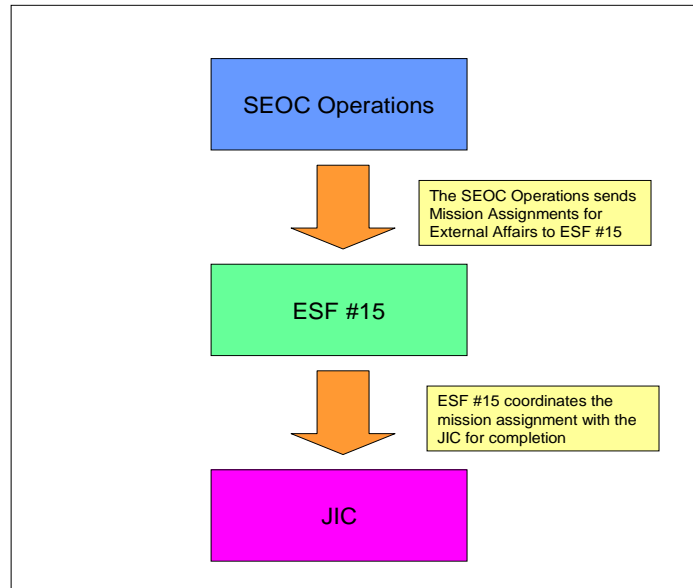 SEOC Operations
The SEOC Operations sends
Mission Assignments for
External Affairs to ESF #15
ESF #15
ESF #15 coordinates the
mission assignment with the
JIC for completion
JIC